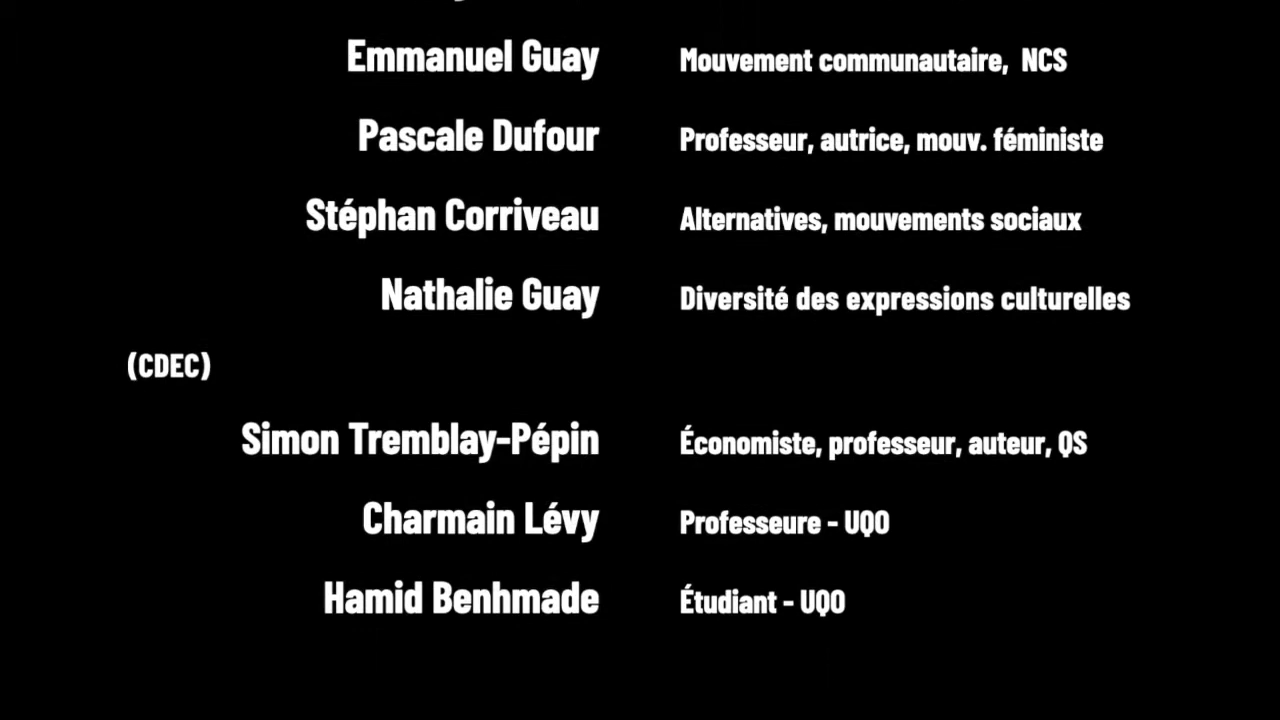 Emmanuel Guay Mouvement communautaire, NCS
Pascale Dufour Professeur, autrice, mouv. féministe
Stéphan Corriveau Alternatives, mouvements sociaux
Nathalie Guay Diversité des expressions culturelles
(CDEC)
Simon Tremblay-Pépin Économiste, professeur, auteur, QS
Charmain Lévy Professeure - UQO
Hamid Benhmade Étudiant - UQO